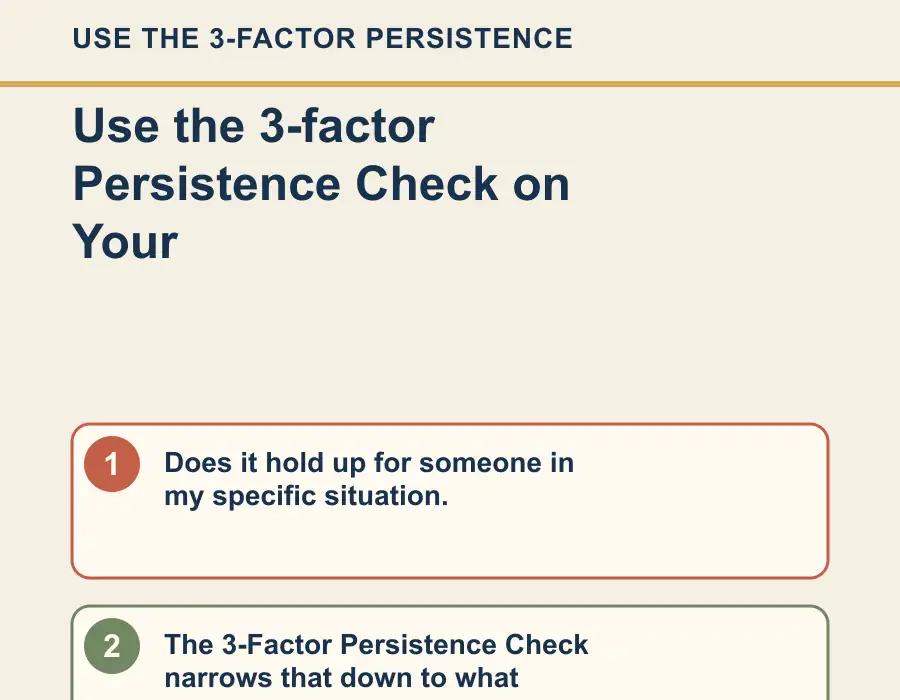 USE THE 3-FACTOR PERSISTENCE
Use the 3-factor
Persistence Check on
Your
1
Does it hold up for someone in
my specific situation.
2
The 3-Factor Persistence Check
narrows that down to what